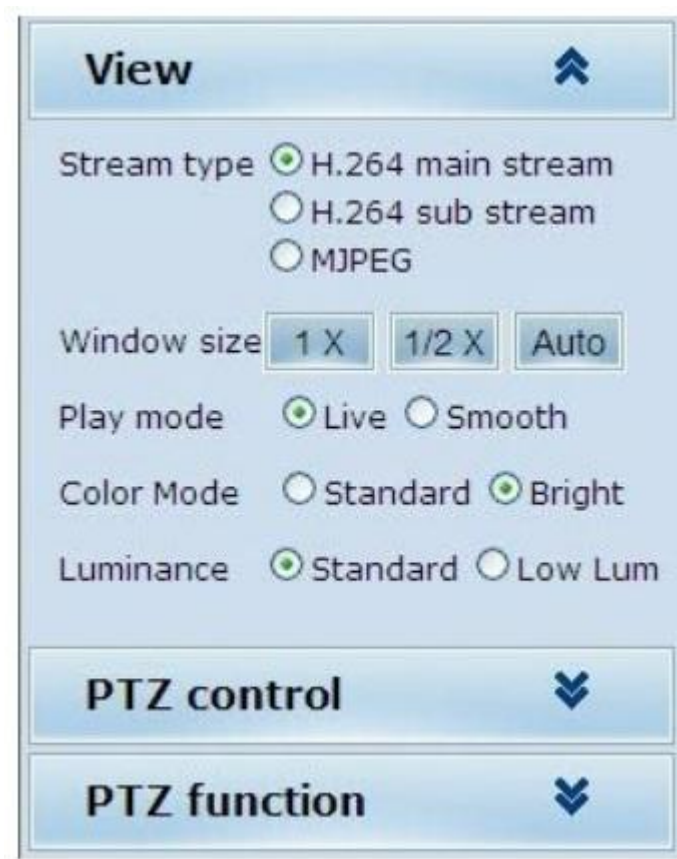 View
Stream type H.264 main stream
H.264 sub stream
MJPEG
Window size 1 X 1/2 X Auto
Play mode Live Smooth
Color Mode Standard Bright
Luminance Standard Low Lum
PTZ control
PTZ function